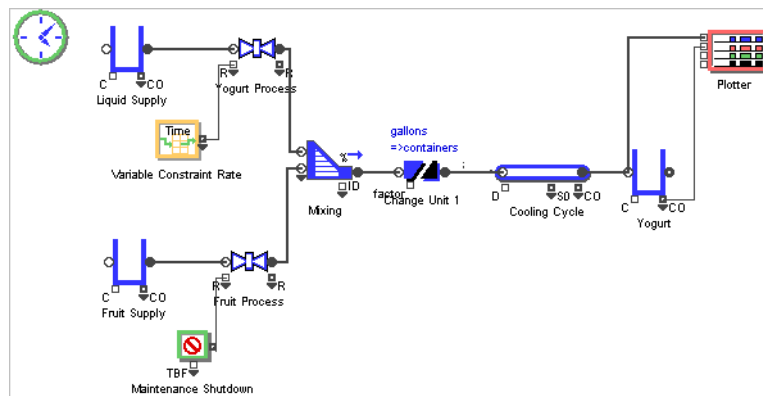 C
CO
Liquid Supply
R
R
Yogurt Process
Time
Variable Constraint Rate
%
ID
Mixing
gallons
=>containers
factor
Change Unit 1
;
D
SO
CO
Cooling Cycle
C
CO
Yogurt
Plotter
C
CO
Fruit Supply
R
R
Fruit Process
TBF
Maintenance Shutdown